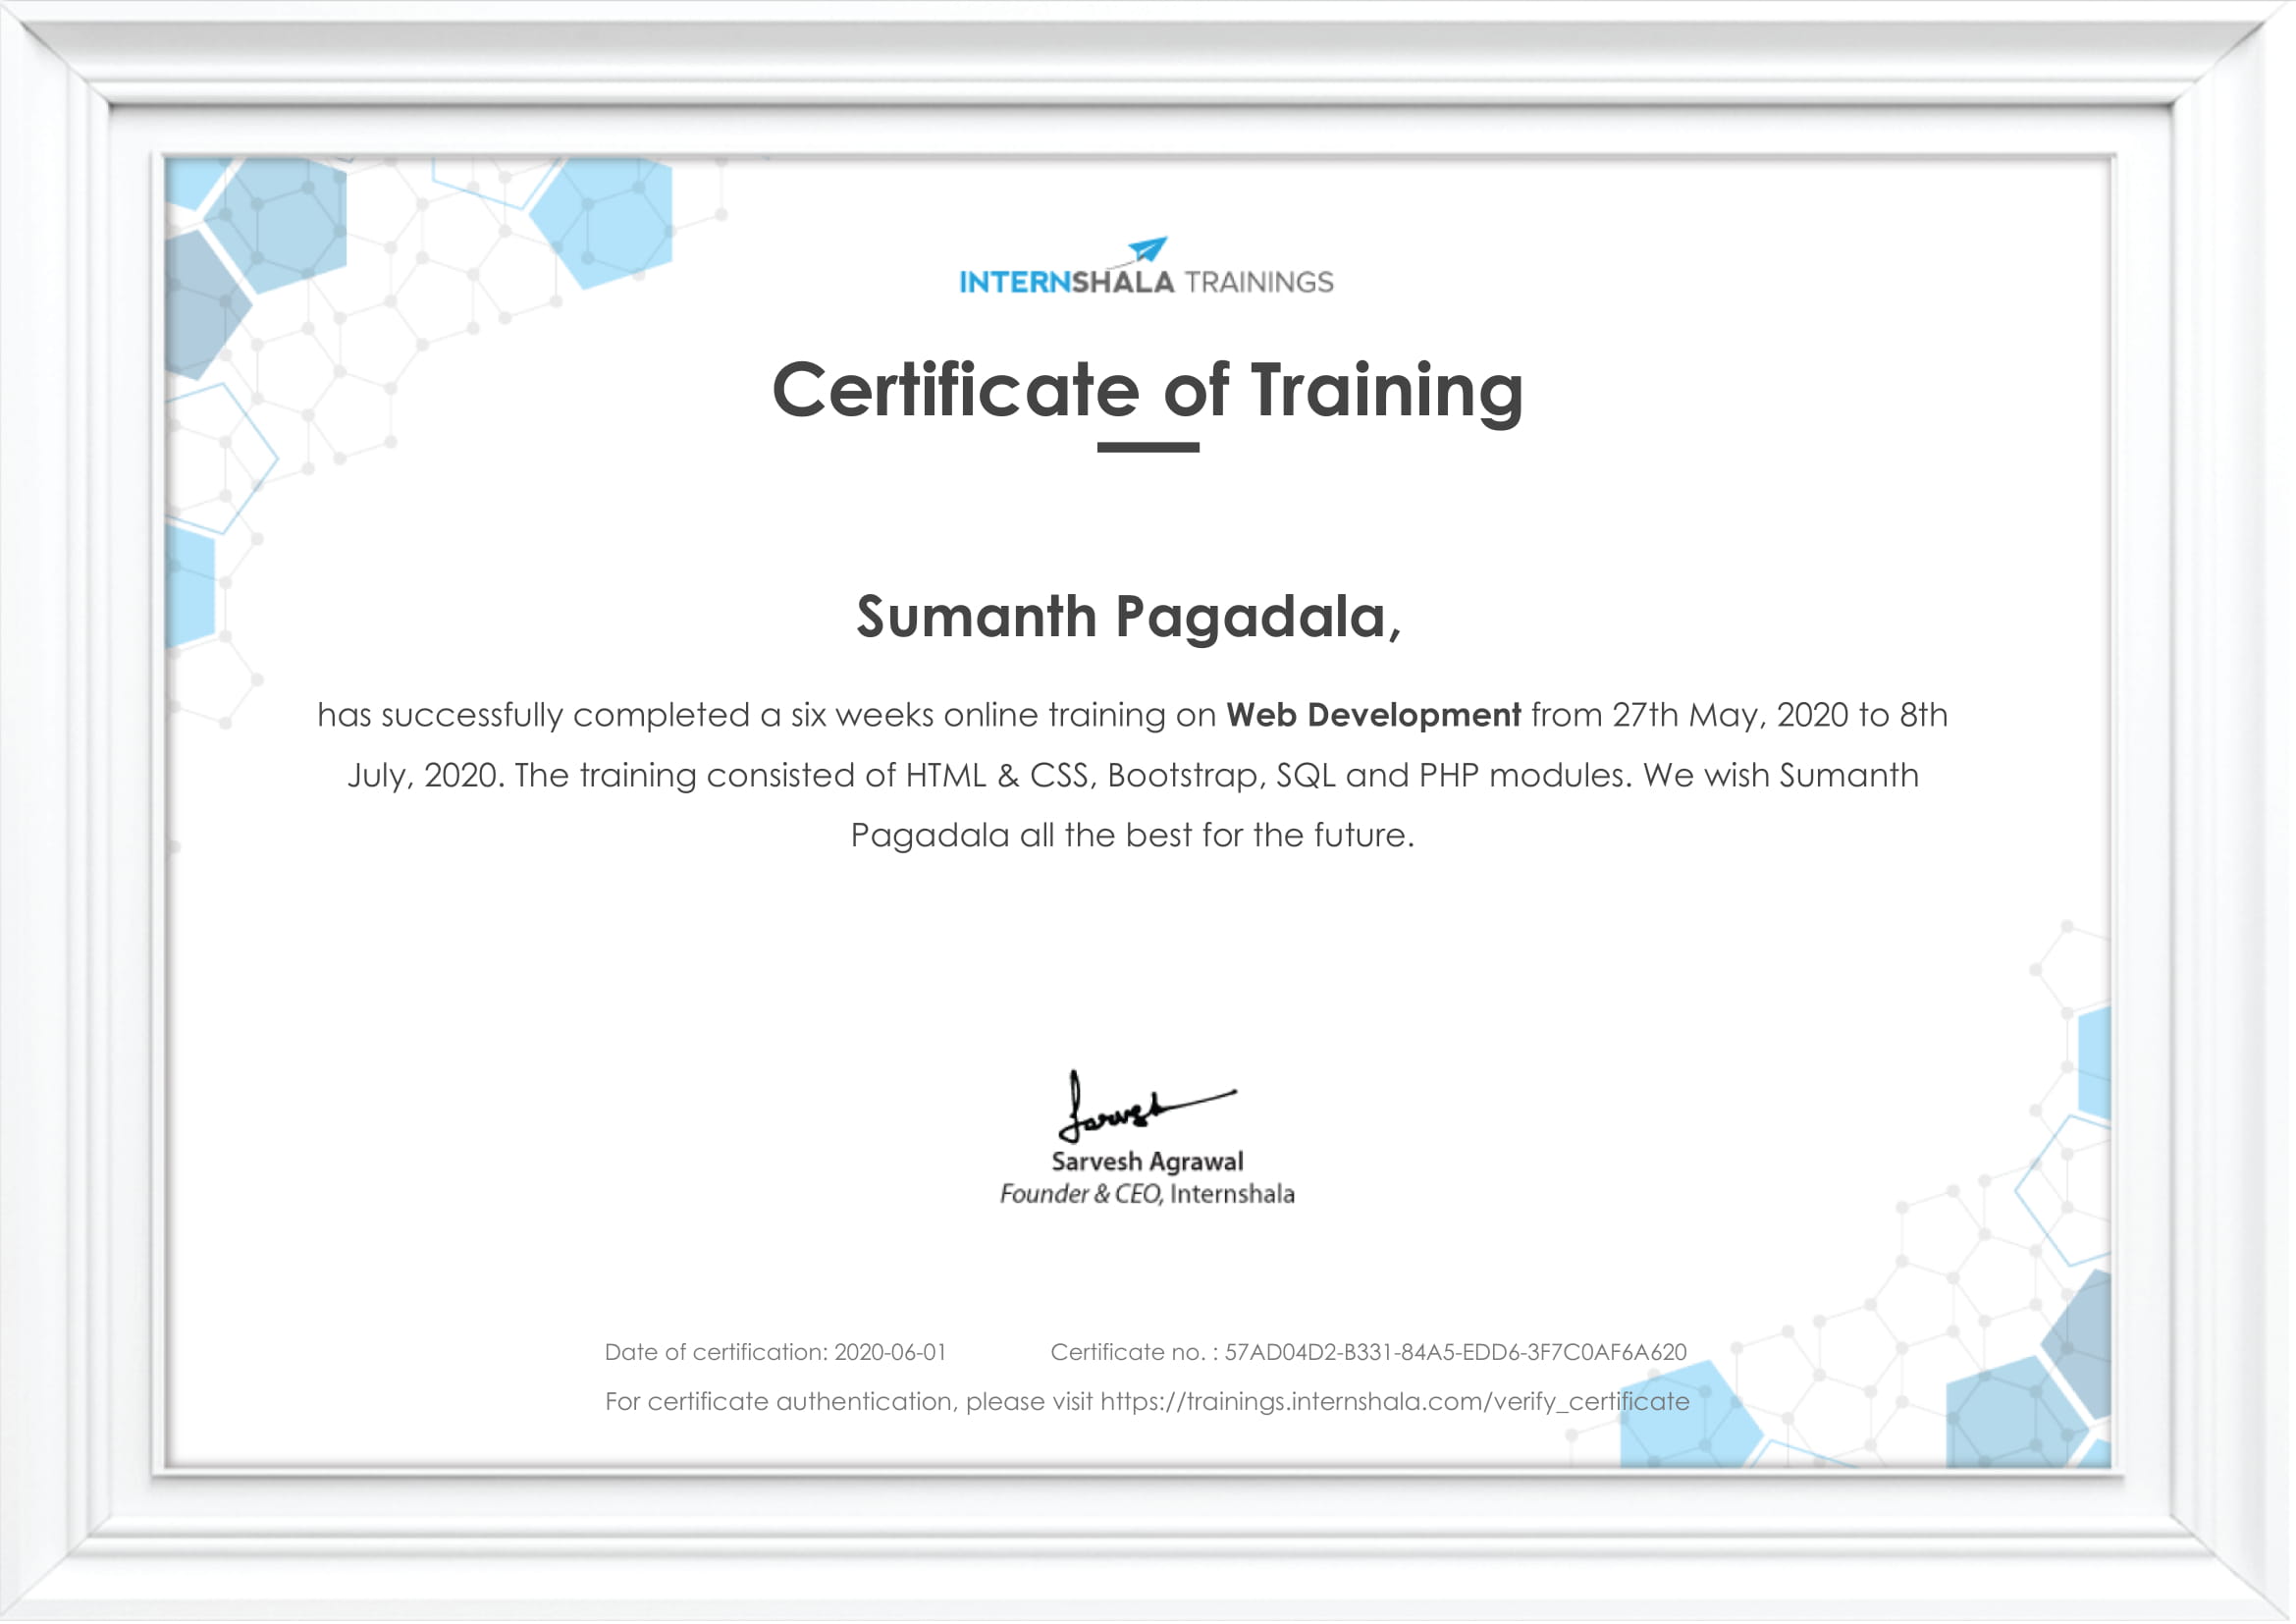 INTERNSHALA TRAININGS
Certificate of Training
Sumanth Pagadala,
has successfully completed a six weeks online training on Web Development from 27th May, 2020 to 8th
July, 2020. The training consisted of HTML & CSS, Bootstrap, SQL and PHP modules. We wish Sumanth
Pagadala all the best for the future.
Sarvesh
Sarvesh Agrawal
Founder & CEO, Internshala
Date of certification: 2020-06-01 Certificate no. : 57AD04D2-B331-84A5-EDD6-3F7C0AF6A620
For certificate authentication, please visit https://trainings.internshala.com/verify_certificate